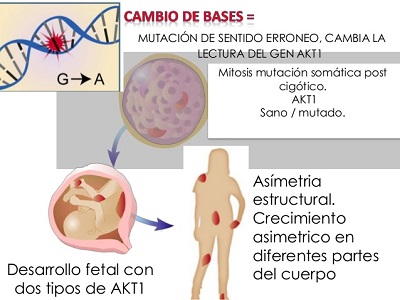 CAMBIO DE BASES =
MUTACIÓN DE SENTIDO ERRONEO, CAMBIA LA
LECTURA DEL GEN AKT1
G→A
Mitosis mutación somática post
cigótico.
AKT1
Sano / mutado.
Asímetria
estructural.
Crecimiento
asimetrico en
diferentes partes
del cuerpo
Desarrollo fetal con
dos tipos de AKT1